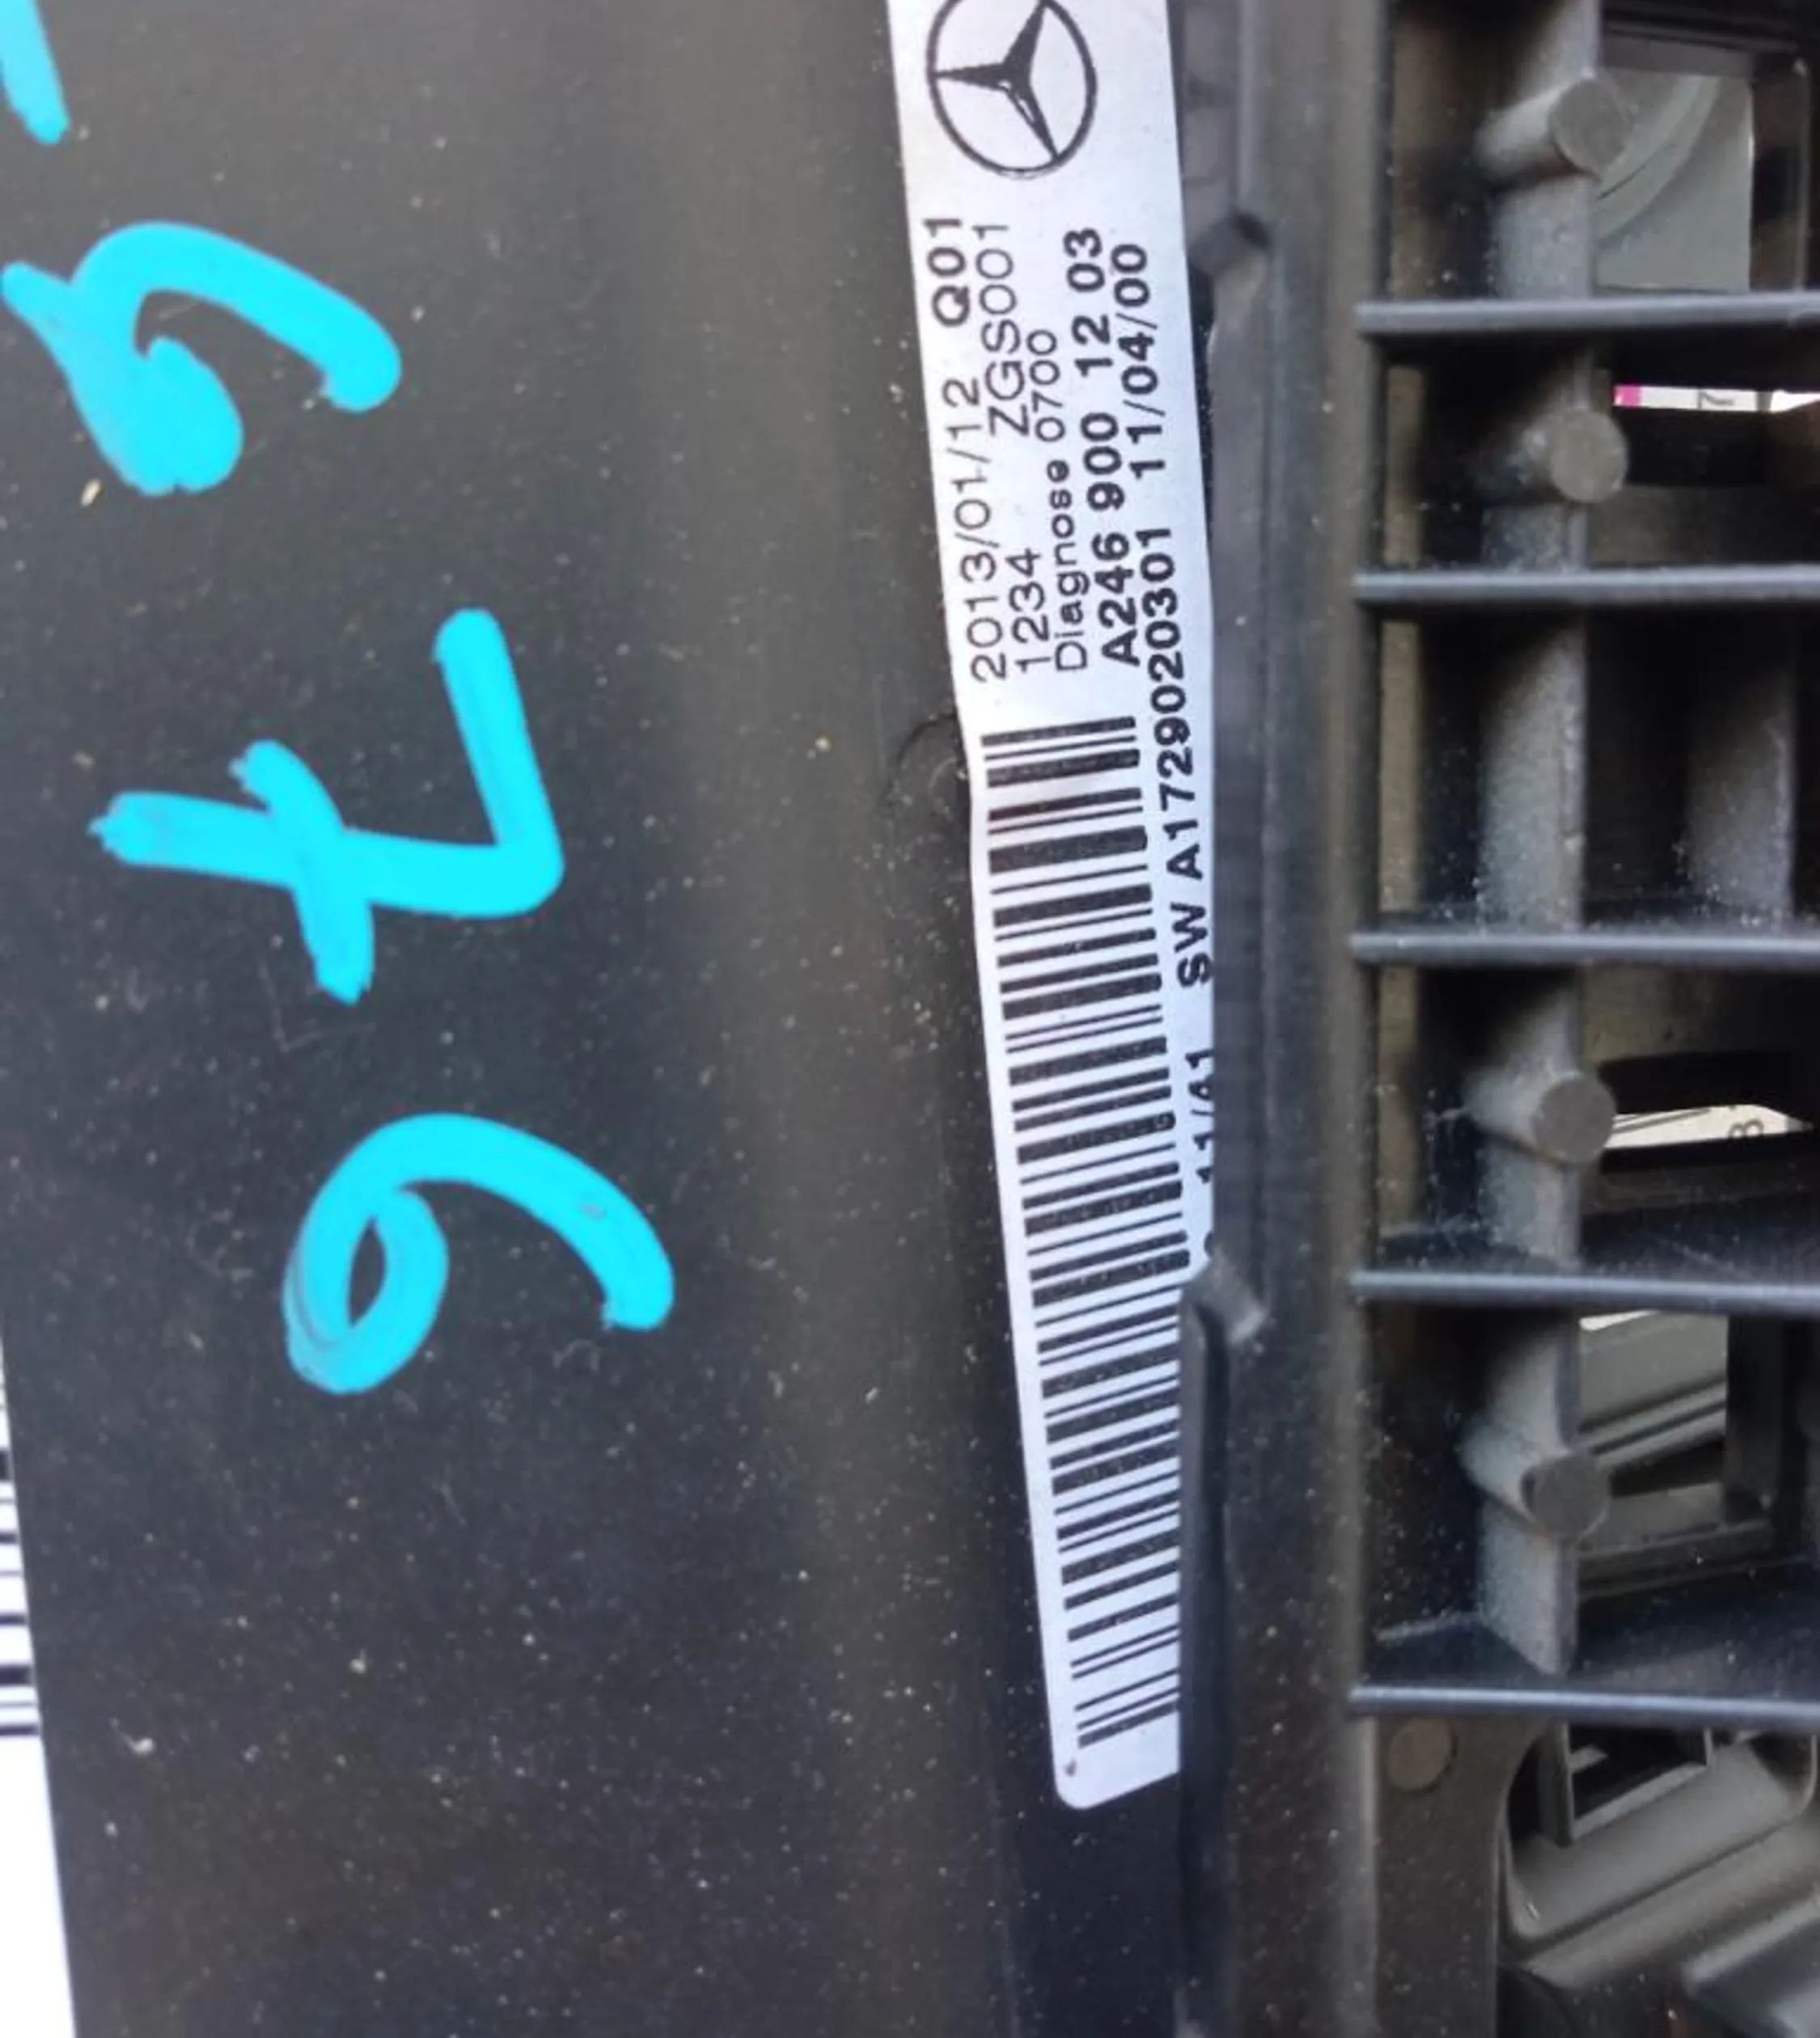 2013/01/12 Q01
1234 ZGS001
Diagnose 0700
A246 900 12 03
11/41 SW A1729020301 11/04/00
676